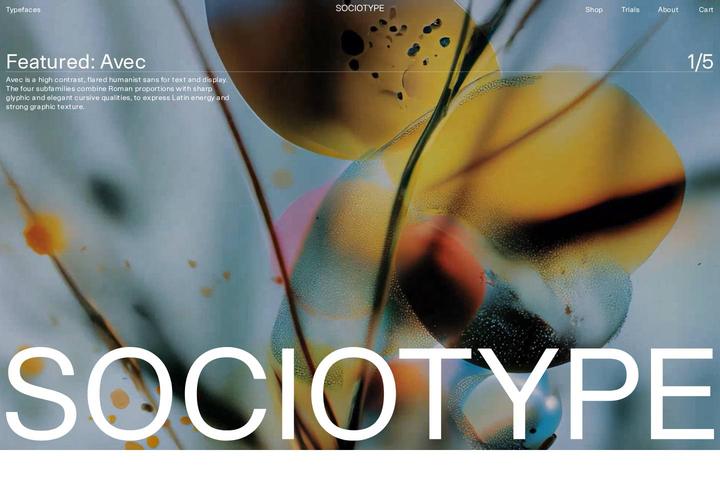 Typefaces
SOCIOTYPE
Shop
Trials
About
Cart
Featured: Avec
1/5
Avec is a high contrast, flared humanist sans for text and display.
The four subfamilies combine Roman proportions with sharp
glyphic and elegant cursive qualities, to express Latin energy and
strong graphic texture.
SOCIOTYPE